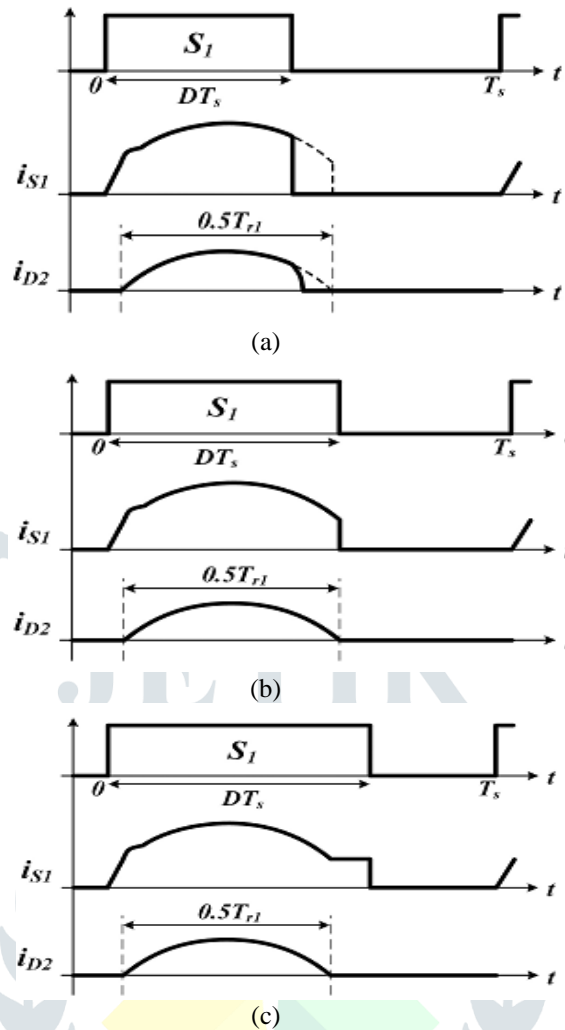 S1
0 DTs Ts t
iS1 t
0.5Tr1
iD2 t
(a)
S1
0 DTs Ts
iS1
0.5Tr1
iD2
(b)
S1
0 DTs Ts t
iS1 t
0.5Tr1
iD2 t
(c)